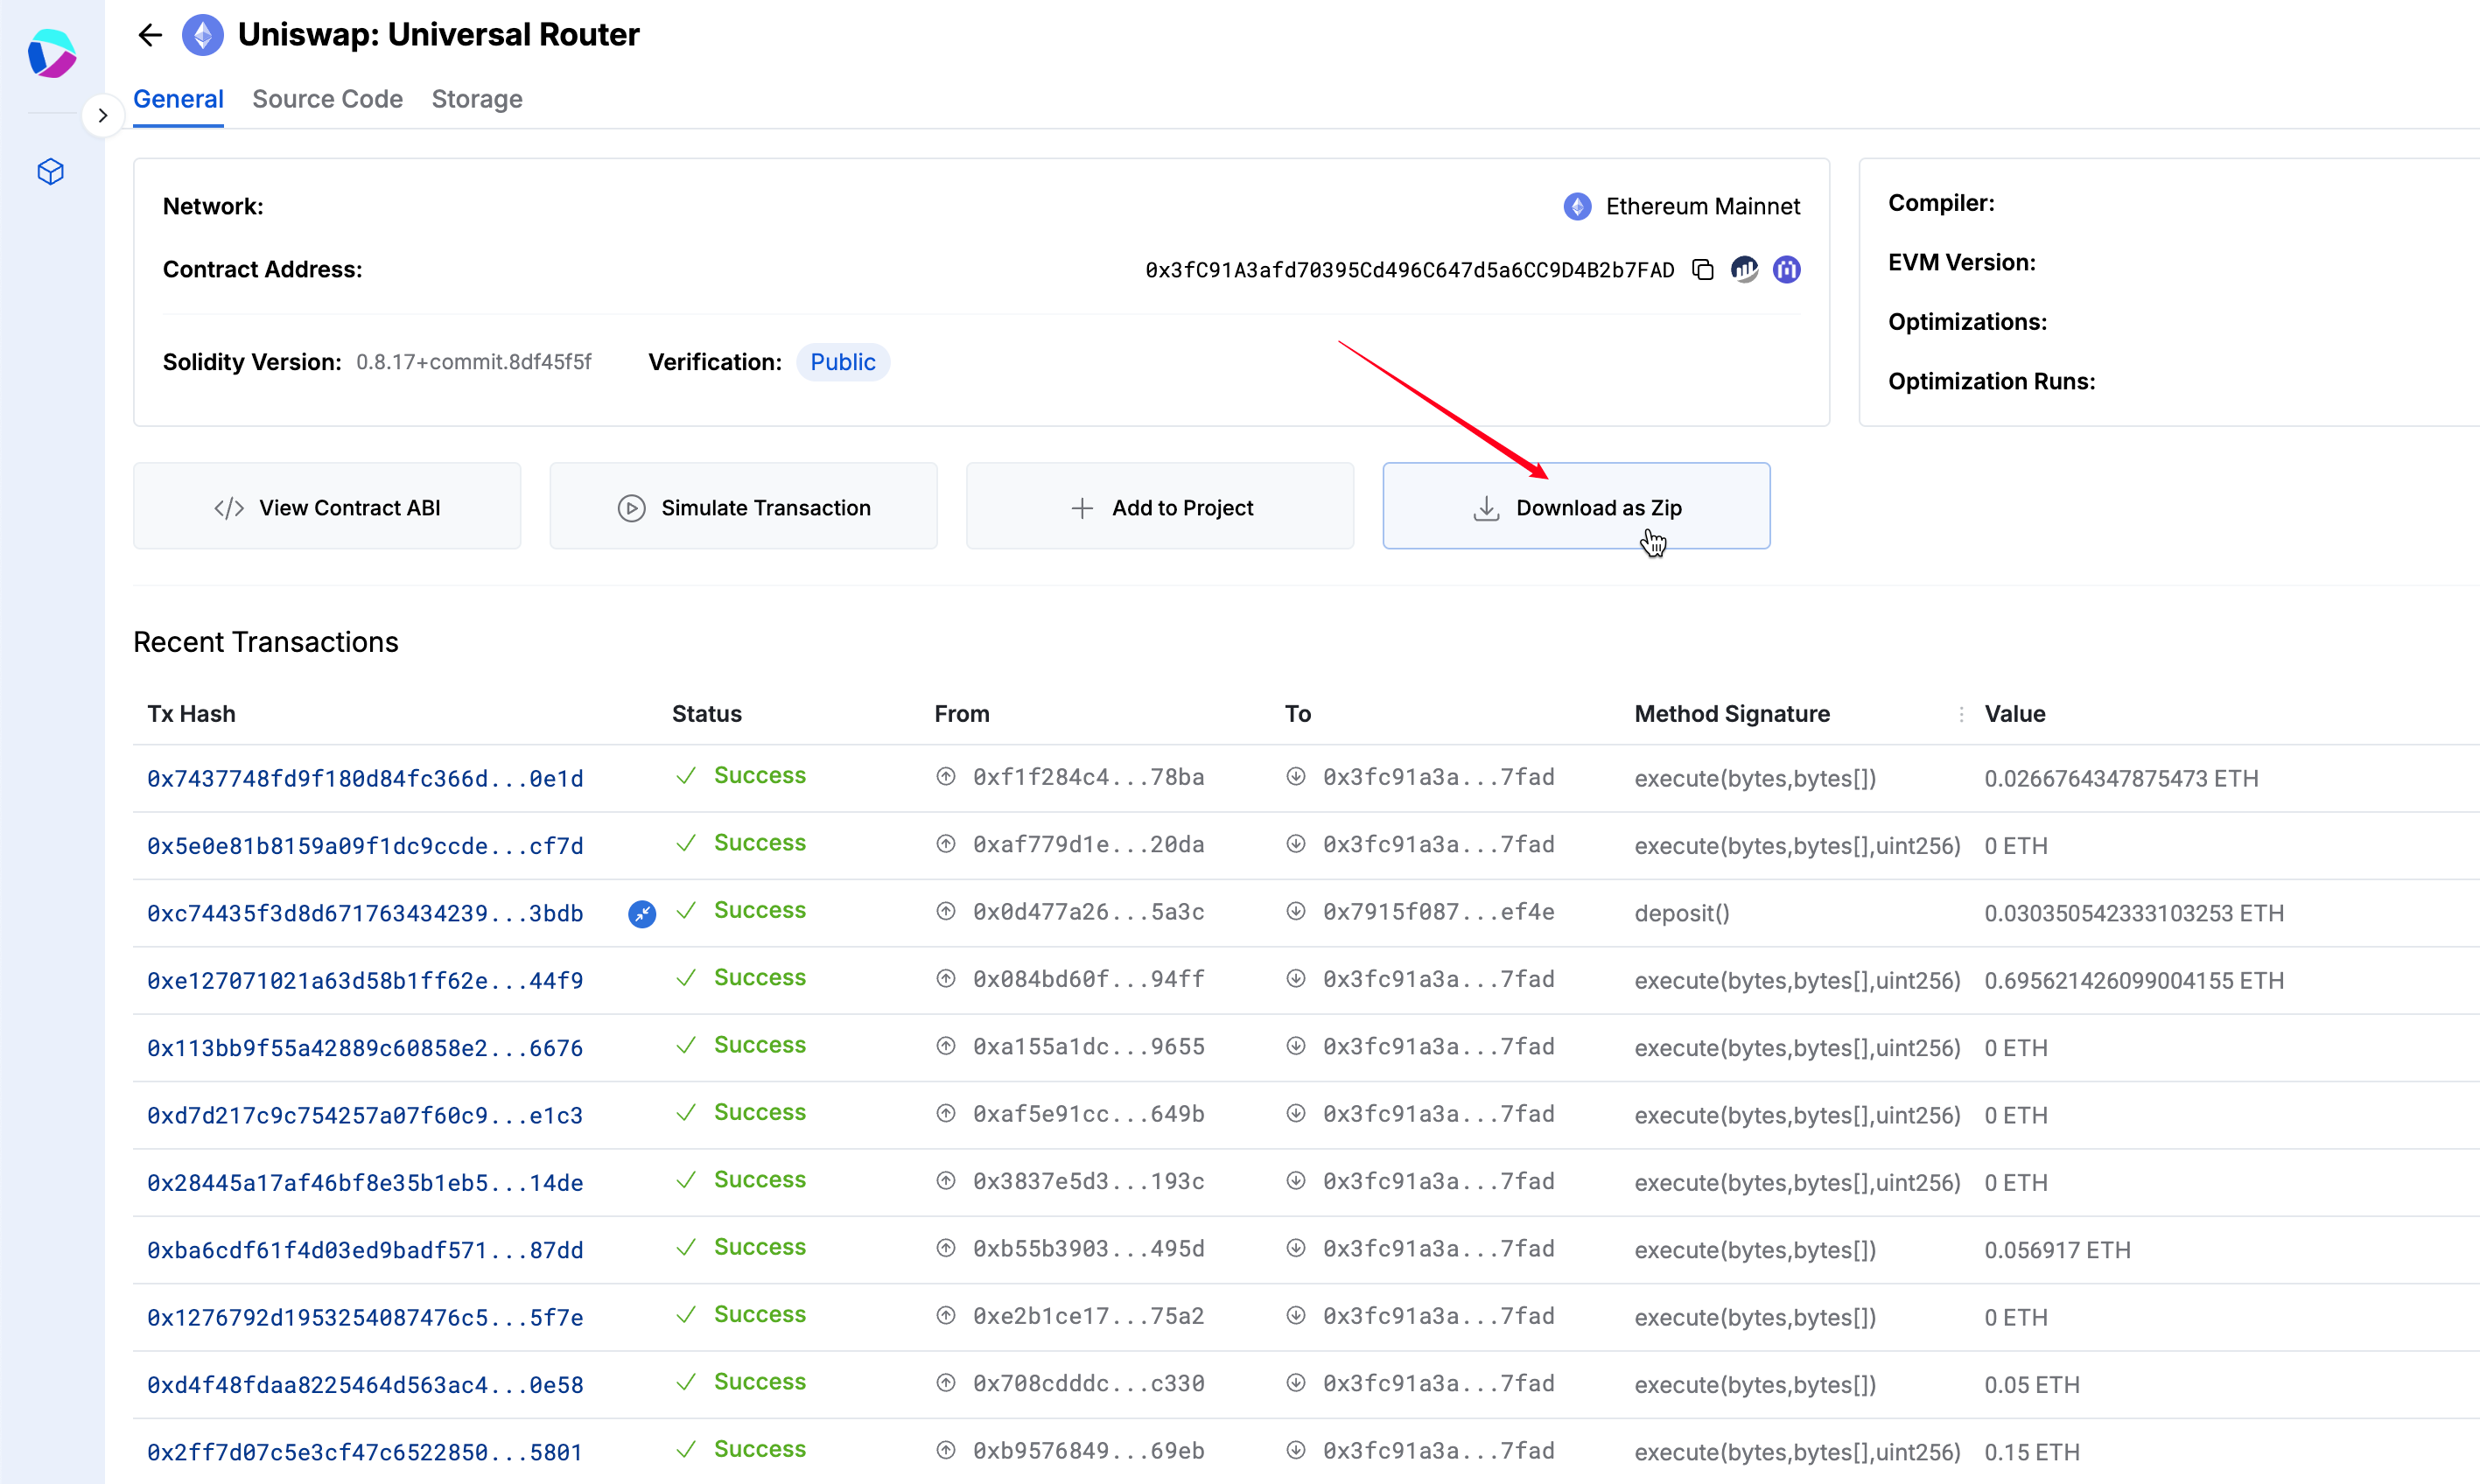 Uniswap: Universal Router
General Source Code Storage
Network: Ethereum Mainnet
Contract Address: 0x3fC91A3afd70395Cd496C647d5a6CC9D4B2b7FAD
Solidity Version: 0.8.17+commit.8df45f5f Verification: Public
Compiler:
EVM Version:
Optimizations:
Optimization Runs:
View Contract ABI Simulate Transaction Add to Project Download as Zip
Recent Transactions
Tx Hash Status From To Method Signature Value
0x7437748fd9f180d84fc366d...0e1d Success 0xf1f284c4...78ba 0x3fc91a3a...7fad execute(bytes,bytes[]) 0.0266764347875473 ETH
0x5e0e81b8159a09f1dc9ccde...cf7d Success 0xaf779d1e...20da 0x3fc91a3a...7fad execute(bytes,bytes[],uint256) 0 ETH
0xc74435f3d8d671763434239...3bdb Success 0x0d477a26...5a3c 0x7915f087...ef4e deposit() 0.030350542333103253 ETH
0xe127071021a63d58b1ff62e...44f9 Success 0x084bd60f...94ff 0x3fc91a3a...7fad execute(bytes,bytes[],uint256) 0.695621426099004155 ETH
0x113bb9f55a42889c60858e2...6676 Success 0xa155a1dc...9655 0x3fc91a3a...7fad execute(bytes,bytes[],uint256) 0 ETH
0xd7d217c9c754257a07f60c9...e1c3 Success 0xaf5e91cc...649b 0x3fc91a3a...7fad execute(bytes,bytes[],uint256) 0 ETH
0x28445a17af46bf8e35b1eb5...14de Success 0x3837e5d3...193c 0x3fc91a3a...7fad execute(bytes,bytes[],uint256) 0 ETH
0xba6cdf61f4d03ed9badf571...87dd Success 0xb55b3903...495d 0x3fc91a3a...7fad execute(bytes,bytes[]) 0.056917 ETH
0x1276792d1953254087476c5...5f7e Success 0xe2b1ce17...75a2 0x3fc91a3a...7fad execute(bytes,bytes[]) 0 ETH
0xd4f48fdaa8225464d563ac4...0e58 Success 0x708cdddc...c330 0x3fc91a3a...7fad execute(bytes,bytes[]) 0.05 ETH
0x2ff7d07c5e3cf47c6522850...5801 Success 0xb9576849...69eb 0x3fc91a3a...7fad execute(bytes,bytes[],uint256) 0.15 ETH